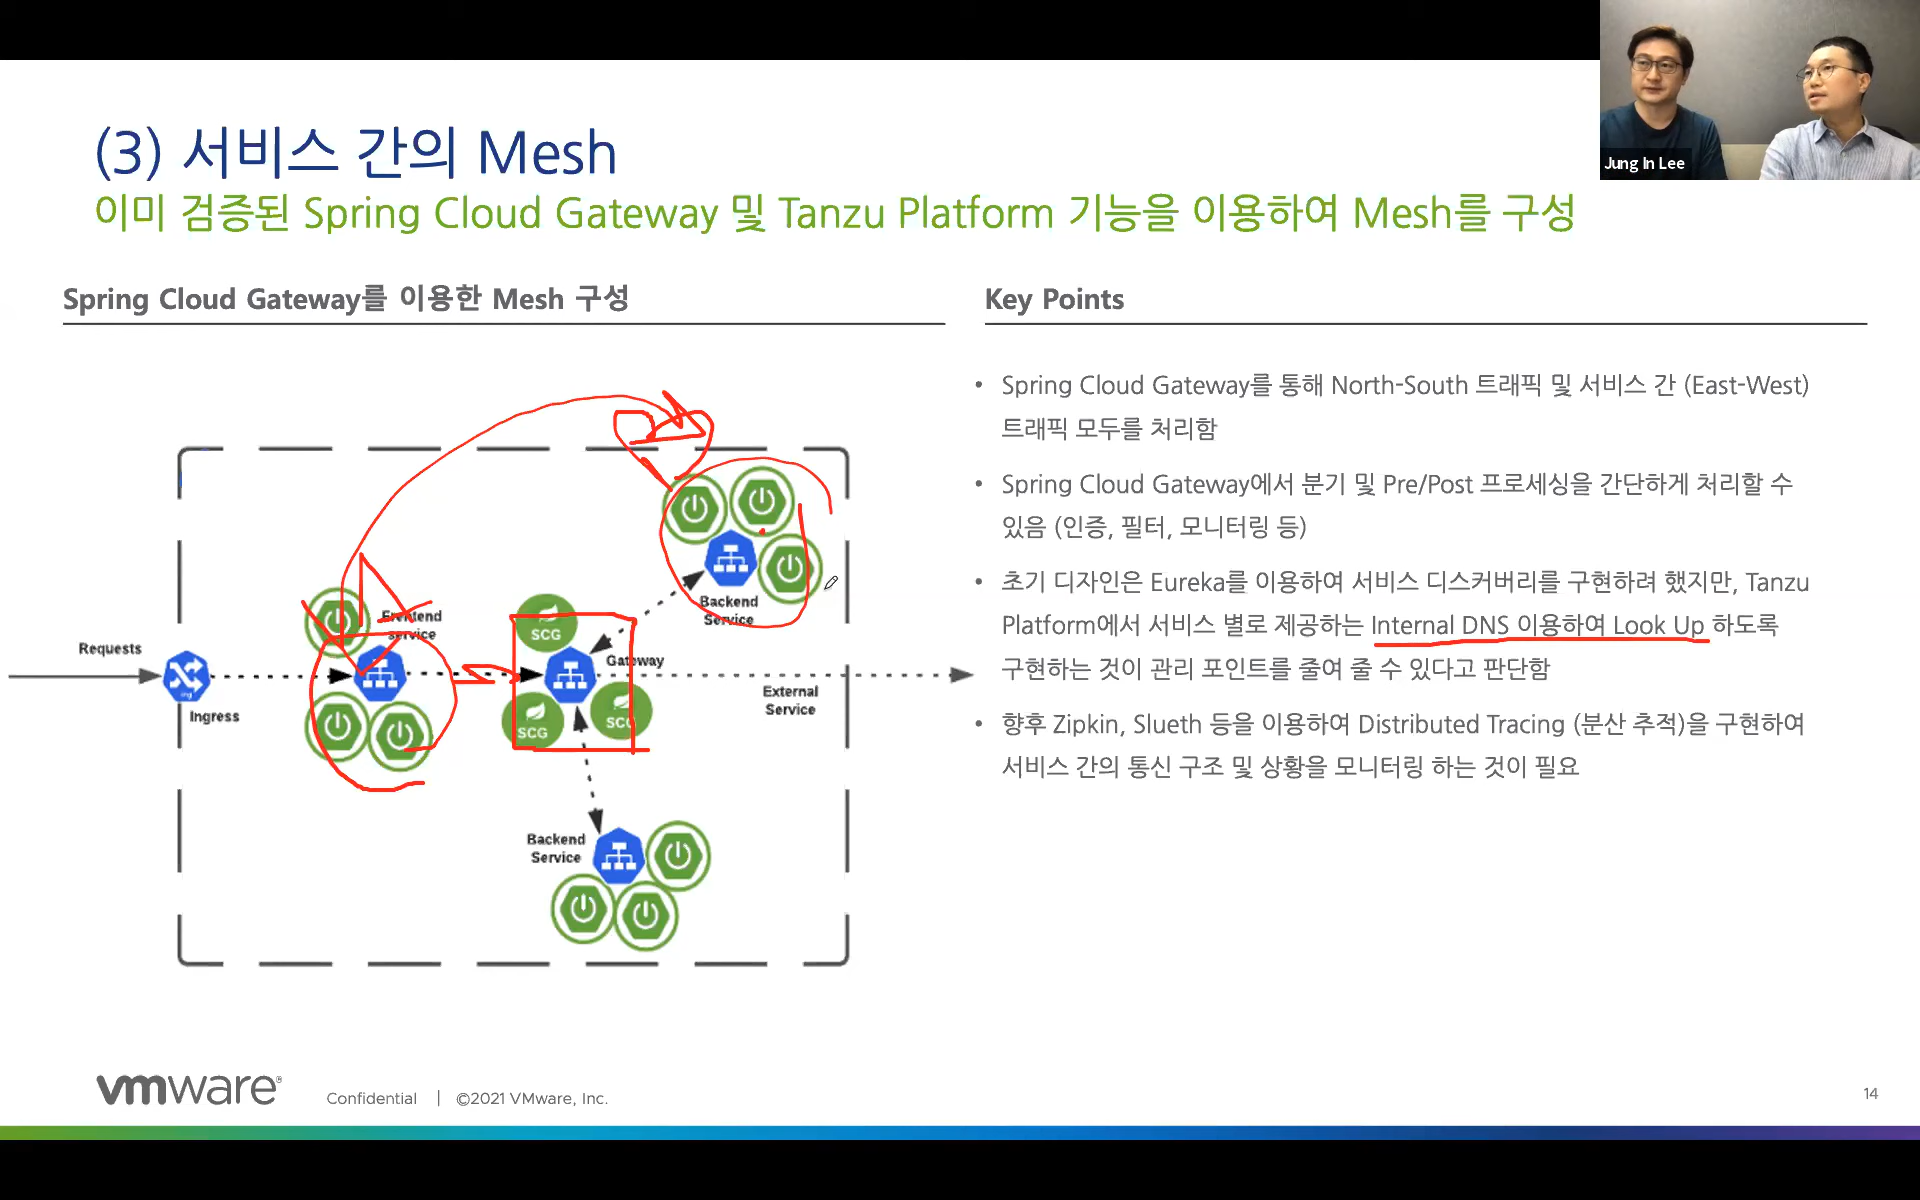 Jung In Lee
(3) 서비스 간의 Mesh
이미 검증된 Spring Cloud Gateway 및 Tanzu Platform 기능을 이용하여 Mesh를 구성
Spring Cloud Gateway를 이용한 Mesh 구성
Requests
Ingress
Frontend
service
SCG
Gateway
SCG
SCG
Backend
Service
External
Service
Backend
Service
Key Points
• Spring Cloud Gateway를 통해 North-South 트래픽 및 서비스 간 (East-West)
트래픽 모두를 처리함
• Spring Cloud Gateway에서 분기 및 Pre/Post 프로세싱을 간단하게 처리할 수
있음 (인증, 필터, 모니터링 등)
• 초기 디자인은 Eureka를 이용하여 서비스 디스커버리를 구현하려 했지만, Tanzu
Platform에서 서비스 별로 제공하는 Internal DNS 이용하여 Look Up 하도록
구현하는 것이 관리 포인트를 줄여 줄 수 있다고 판단함
• 향후 Zipkin, Slueth 등을 이용하여 Distributed Tracing (분산 추적)을 구현하여
서비스 간의 통신 구조 및 상황을 모니터링 하는 것이 필요
vmware®
Confidential | ©2021 VMware, Inc.
14